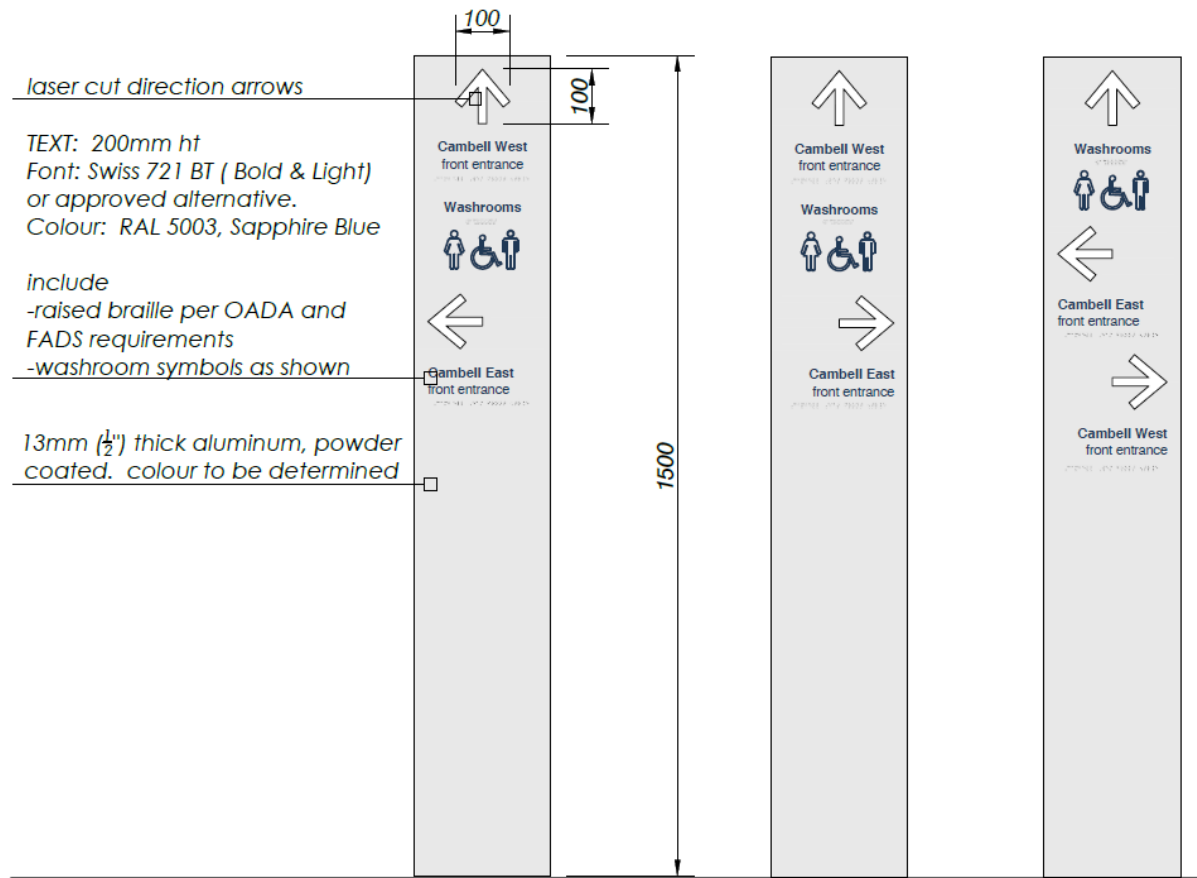 100
laser cut direction arrows
100
TEXT: 200mm ht
Font: Swiss 721 BT ( Bold & Light)
or approved alternative.
Colour: RAL 5003, Sapphire Blue
include
-raised braille per OADA and
FADS requirements
-washroom symbols as shown
13mm (½") thick aluminum, powder
coated. colour to be determined
Cambell West
front entrance
Washrooms
Cambell East
front entrance
1500
Cambell West
front entrance
Washrooms
Cambell East
front entrance
Washrooms
Cambell East
front entrance
Cambell West
front entrance